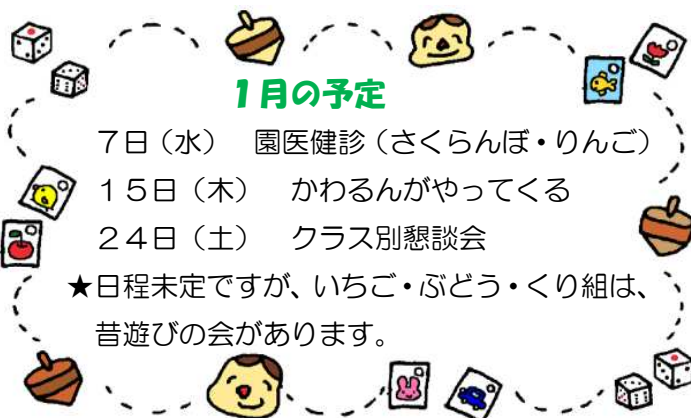 1月の予定
7日（水）　園医健診（さくらんぼ・りんご）
１５日（木）　かわるんがやってくる
２４日（土）　クラス別懇談会
★日程未定ですが、いちご・ぶどう・くり組は、
昔遊びの会があります。